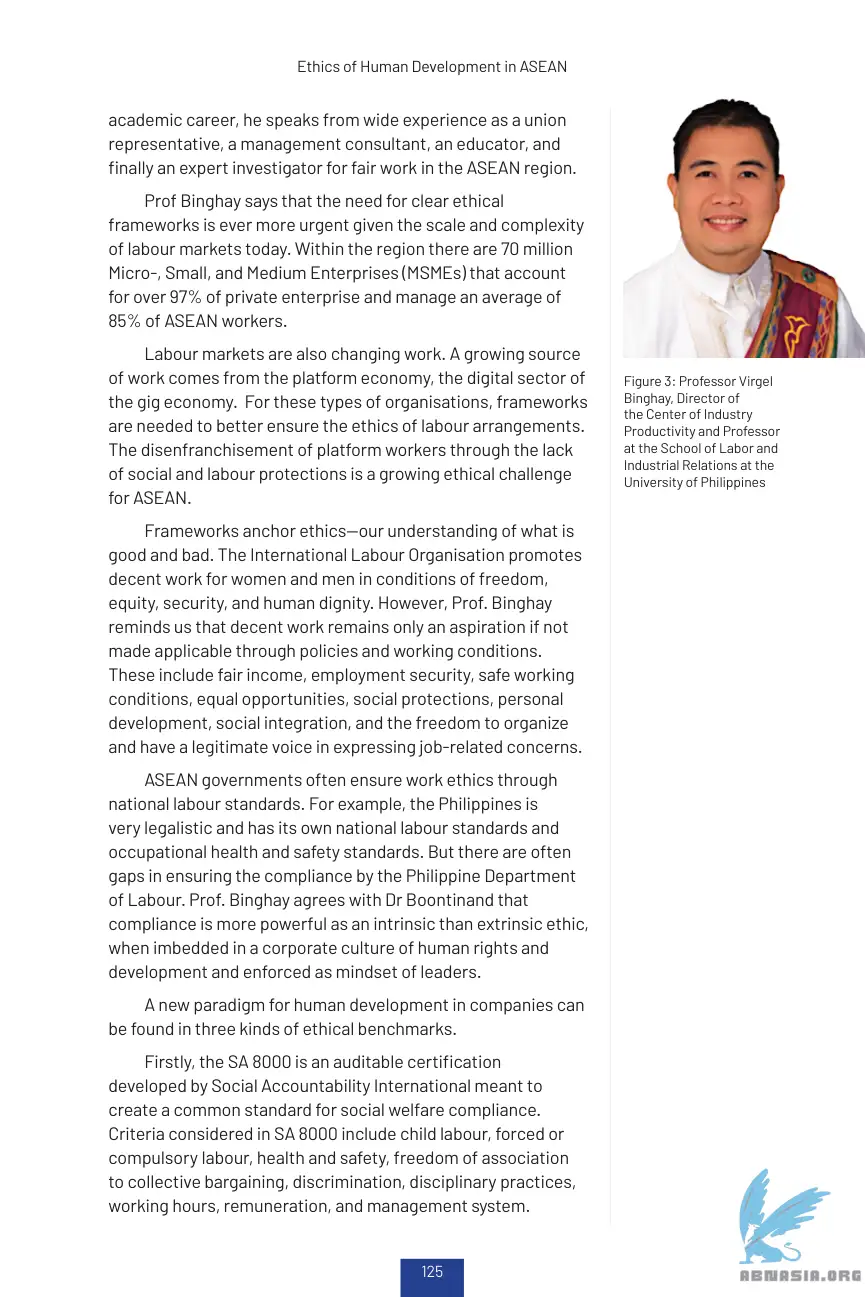 Ethics of Human Development in ASEAN
academic career, he speaks from wide experience as a union
representative, a management consultant, an educator, and
finally an expert investigator for fair work in the ASEAN region.
Prof Binghay says that the need for clear ethical
frameworks is ever more urgent given the scale and complexity
of labour markets today. Within the region there are 70 million
Micro-, Small, and Medium Enterprises (MSMEs) that account
for over 97% of private enterprise and manage an average of
85% of ASEAN workers.
Labour markets are also changing work. A growing source
of work comes from the platform economy, the digital sector of
the gig economy.  For these types of organisations, frameworks
are needed to better ensure the ethics of labour arrangements.
The disenfranchisement of platform workers through the lack
of social and labour protections is a growing ethical challenge
for ASEAN.
Frameworks anchor ethics—our understanding of what is
good and bad. The International Labour Organisation promotes
decent work for women and men in conditions of freedom,
equity, security, and human dignity. However, Prof. Binghay
reminds us that decent work remains only an aspiration if not
made applicable through policies and working conditions.
These include fair income, employment security, safe working
conditions, equal opportunities, social protections, personal
development, social integration, and the freedom to organize
and have a legitimate voice in expressing job-related concerns.
ASEAN governments often ensure work ethics through
national labour standards. For example, the Philippines is
very legalistic and has its own national labour standards and
occupational health and safety standards. But there are often
gaps in ensuring the compliance by the Philippine Department
of Labour. Prof. Binghay agrees with Dr Boontinand that
compliance is more powerful as an intrinsic than extrinsic ethic,
when imbedded in a corporate culture of human rights and
development and enforced as mindset of leaders.
A new paradigm for human development in companies can
be found in three kinds of ethical benchmarks.
Firstly, the SA 8000 is an auditable certification
developed by Social Accountability International meant to
create a common standard for social welfare compliance.
Criteria considered in SA 8000 include child labour, forced or
compulsory labour, health and safety, freedom of association
to collective bargaining, discrimination, disciplinary practices,
working hours, remuneration, and management system.
Figure 3: Professor Virgel
Binghay, Director of
the Center of Industry
Productivity and Professor
at the School of Labor and
Industrial Relations at the
University of Philippines
125
ABNASIA.ORG